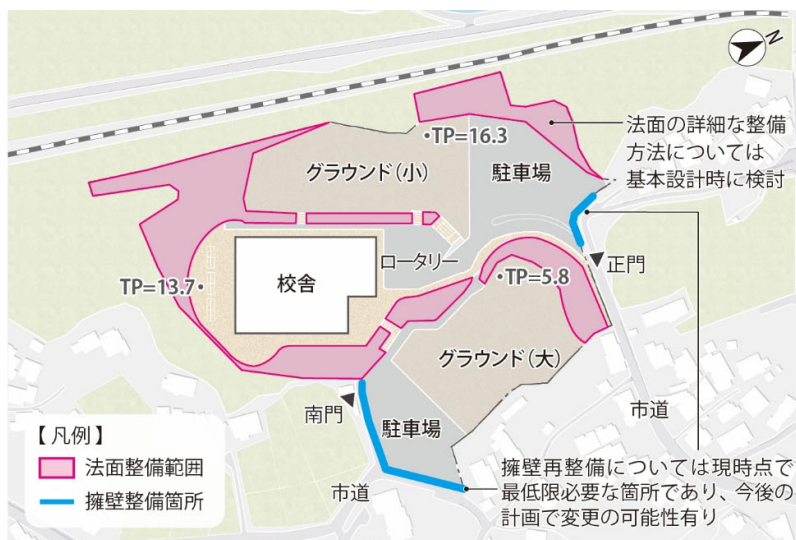 N
・TP=16.3
法面の詳細な整備
方法については
基本設計時に検討
グラウンド(小)
駐車場
ロータリー
正門
TP=13.7・
校舎
・TP=5.8
グラウンド(大)
南門
駐車場
市道
市道
【凡例】
法面整備範囲
擁壁整備箇所
擁壁再整備については現時点で
最低限必要な箇所であり、今後の
計画で変更の可能性有り